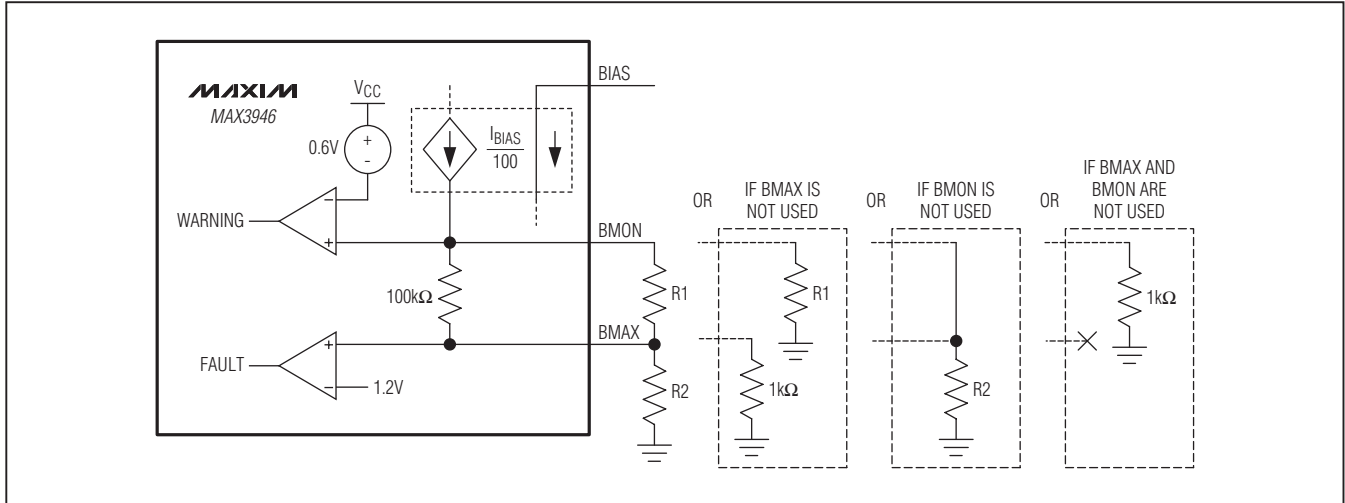 MAXIM
MAX3946
VCC
0.6V
+
-
IBIAS
100
BIAS
WARNING
-
+
BMON
100kΩ
R1
BMAX
FAULT
+
-
1.2V
R2
OR
IF BMAX IS
NOT USED
R1
1kΩ
OR
IF BMON IS
NOT USED
R2
OR
IF BMAX AND
BMON ARE
NOT USED
1kΩ